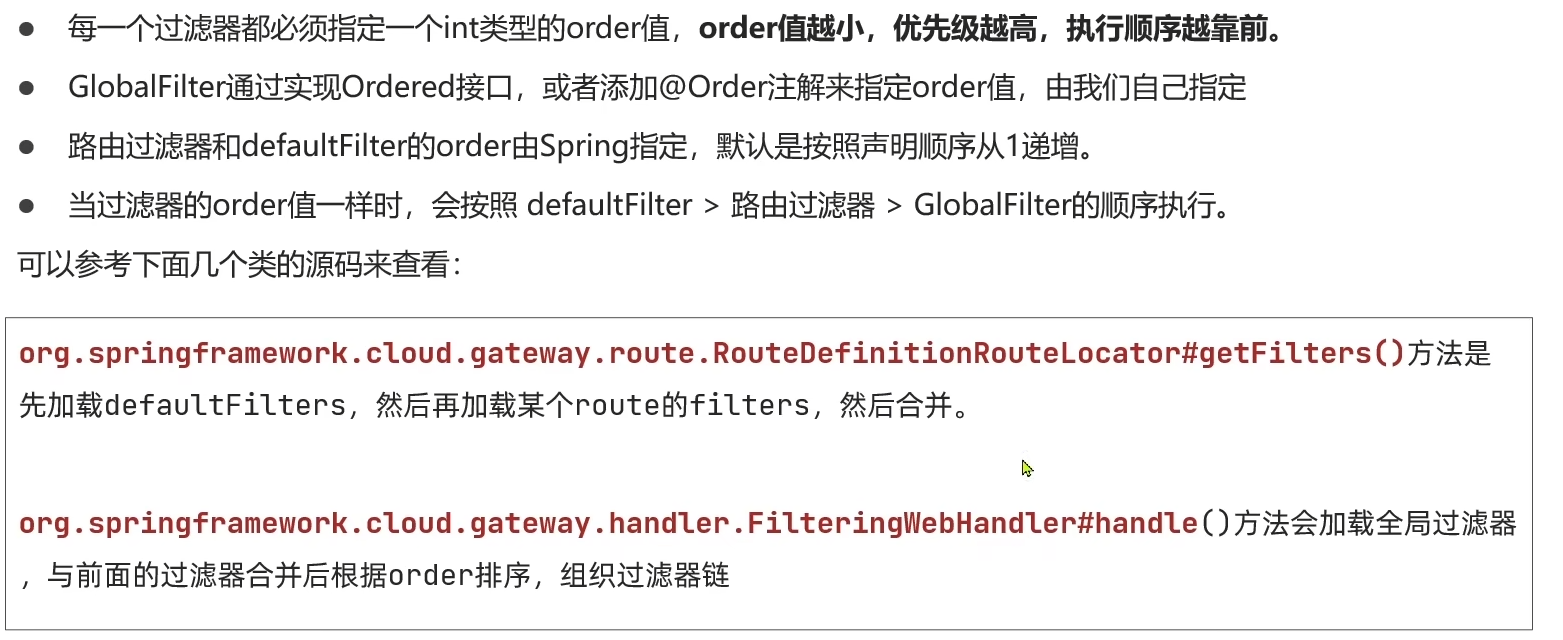 ● 每一个过滤器都必须指定一个int类型的order值，order值越小，优先级越高，执行顺序越靠前。
● GlobalFilter通过实现Ordered接口，或者添加@Order注解来指定order值，由我们自己指定
● 路由过滤器和defaultFilter的order由Spring指定，默认是按照声明顺序从1递增。
● 当过滤器的order值一样时，会按照 defaultFilter > 路由过滤器 > GlobalFilter的顺序执行。
可以参考下面几个类的源码来查看：
org.springframework.cloud.gateway.route.RouteDefinitionRouteLocator#getFilters()方法是
先加载defaultFilters，然后再加载某个route的filters，然后合并。
org.springframework.cloud.gateway.handler.FilteringWebHandler#handle()方法会加载全局过滤器
，与前面的过滤器合并后根据order排序，组织过滤器链